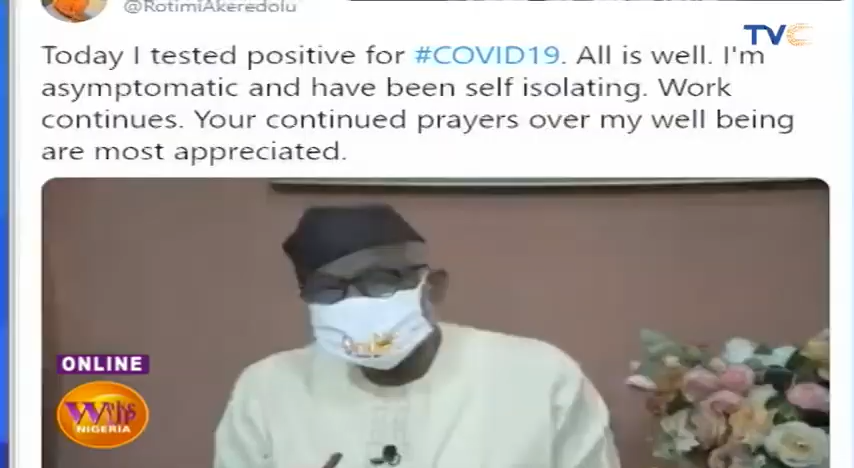 @RotimiAkeredolu
TVC
Today I tested positive for #COVID19. All is well. I'm
asymptomatic and have been self isolating. Work
continues. Your continued prayers over my well being
are most appreciated.
ONLINE
NIGERIA